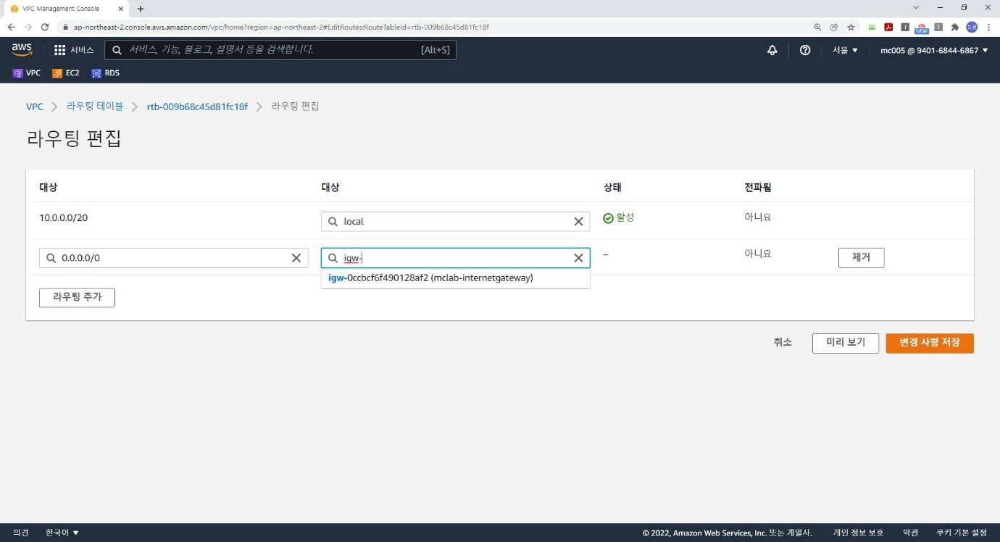 VPC Management Console
ap-northeast-2.console.aws.amazon.com/vpc/home?region=ap-northeast-2#EditRoutes:RouteTableId=rtb-009b68c45d81fc18f
NEW
도원
aws 서비스 서비스, 기능, 블로그, 설명서 등을 검색합니다. [Alt+S] 서울 ▼ mc005 @ 9401-6844-6867 ▼
VPC EC2 RDS
VPC > 라우팅 테이블 > rtb-009b68c45d81fc18f > 라우팅 편집
라우팅 편집
대상 대상 상태 전파됨
10.0.0.0/20 local 활성 아니요
0.0.0.0/0 igw- – 아니요 제거
igw-0ccbcf6f490128af2 (mclab-internetgateway)
라우팅 추가
취소 미리 보기 변경 사항 저장
의견 한국어 ▼ © 2022, Amazon Web Services, Inc. 또는 계열사. 개인 정보 보호 약관 쿠키 기본 설정